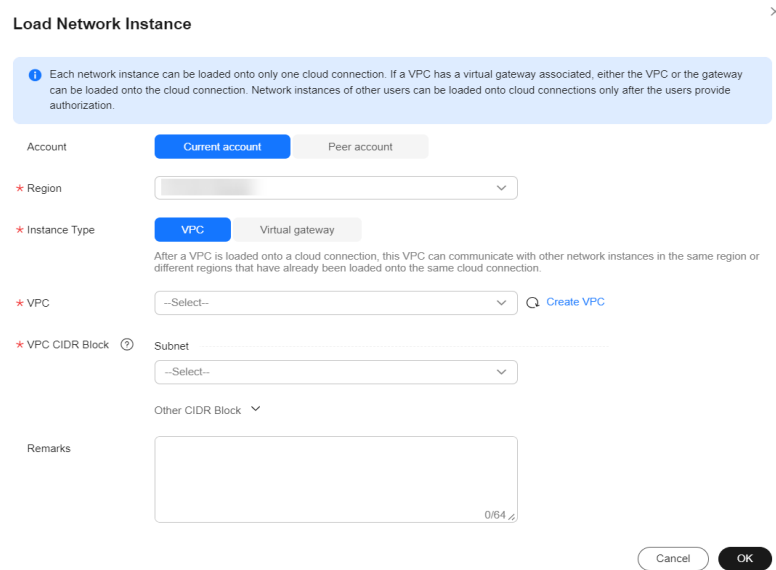 Load Network Instance
Each network instance can be loaded onto only one cloud connection. If a VPC has a virtual gateway associated, either the VPC or the gateway
can be loaded onto the cloud connection. Network instances of other users can be loaded onto cloud connections only after the users provide
authorization.
Account Current account Peer account
* Region
* Instance Type VPC Virtual gateway
After a VPC is loaded onto a cloud connection, this VPC can communicate with other network instances in the same region or
different regions that have already been loaded onto the same cloud connection.
* VPC --Select-- Create VPC
* VPC CIDR Block ? Subnet
--Select--
Other CIDR Block
Remarks
0/64
Cancel OK